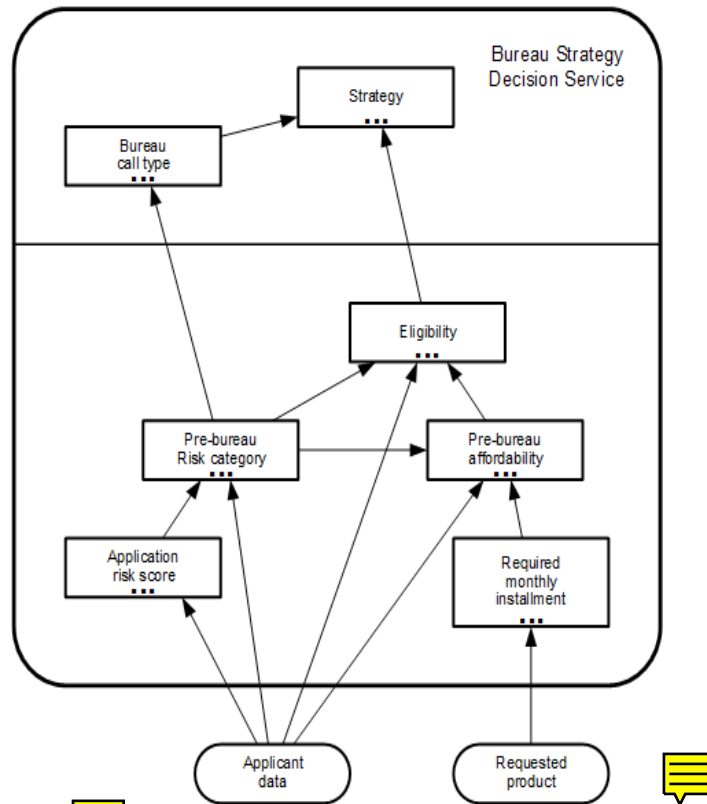 Bureau Strategy
Decision Service
Strategy
...
Bureau
call type
...
Eligibility
...
Pre-bureau
Risk category
...
Pre-bureau
affordability
...
Application
risk score
...
Required
monthly
installment
...
Applicant
data
Requested
product